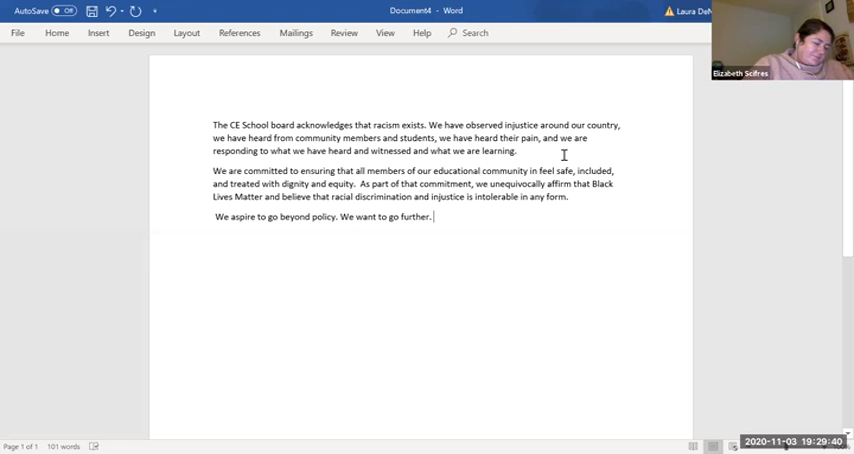 AutoSave Off Document4 - Word Laura DeN
File Home Insert Design Layout References Mailings Review View Help Search
Elizabeth Scifres
The CE School board acknowledges that racism exists. We have observed injustice around our country,
we have heard from community members and students, we have heard their pain, and we are
responding to what we have heard and witnessed and what we are learning.
We are committed to ensuring that all members of our educational community in feel safe, included,
and treated with dignity and equity. As part of that commitment, we unequivocally affirm that Black
Lives Matter and believe that racial discrimination and injustice is intolerable in any form.
We aspire to go beyond policy. We want to go further.
Page 1 of 1 101 words
2020-11-03 19:29:40